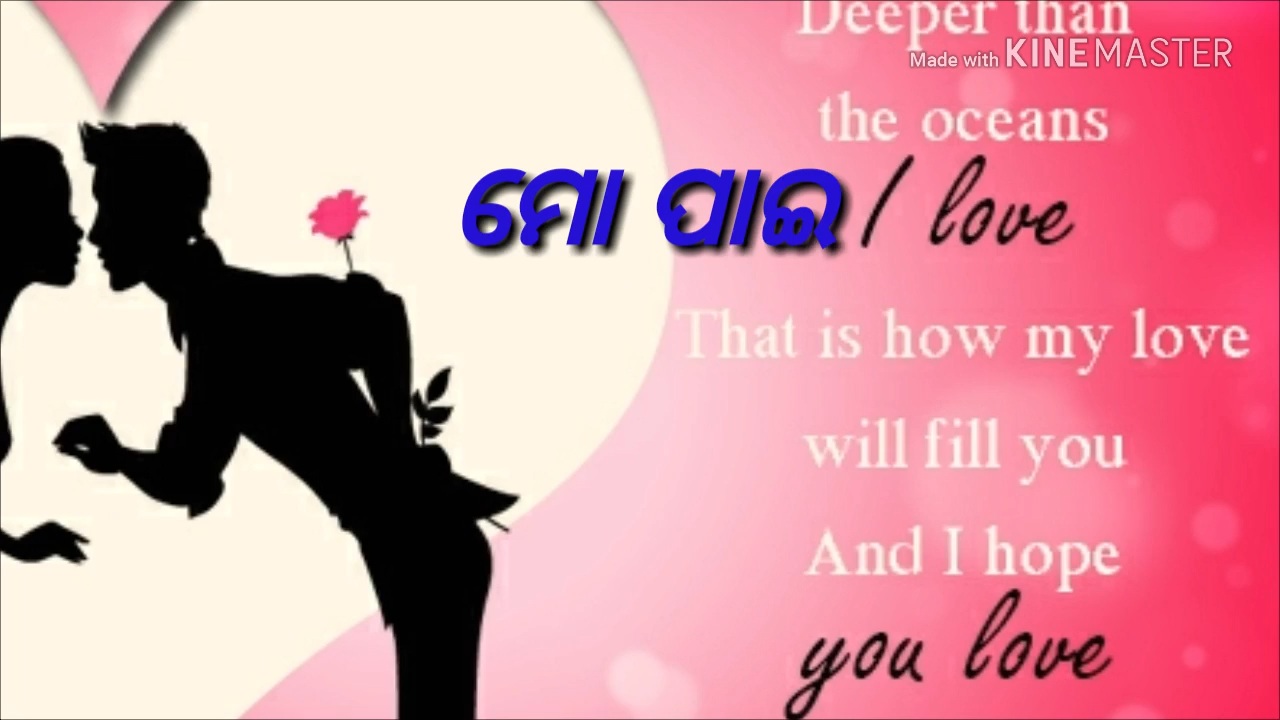 Deeper than
Made with KINEMASTER
the oceans
ମୋ ପାଇ
I love
That is how my love
will fill you
And I hope
you love